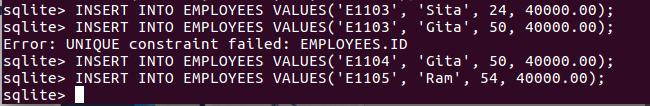 sqlite> INSERT INTO EMPLOYEES VALUES('E1103', 'Sita', 24, 40000.00);
sqlite> INSERT INTO EMPLOYEES VALUES('E1103', 'Gita', 50, 40000.00);
Error: UNIQUE constraint failed: EMPLOYEES.ID
sqlite> INSERT INTO EMPLOYEES VALUES('E1104', 'Gita', 50, 40000.00);
sqlite> INSERT INTO EMPLOYEES VALUES('E1105', 'Ram', 54, 40000.00);
sqlite>